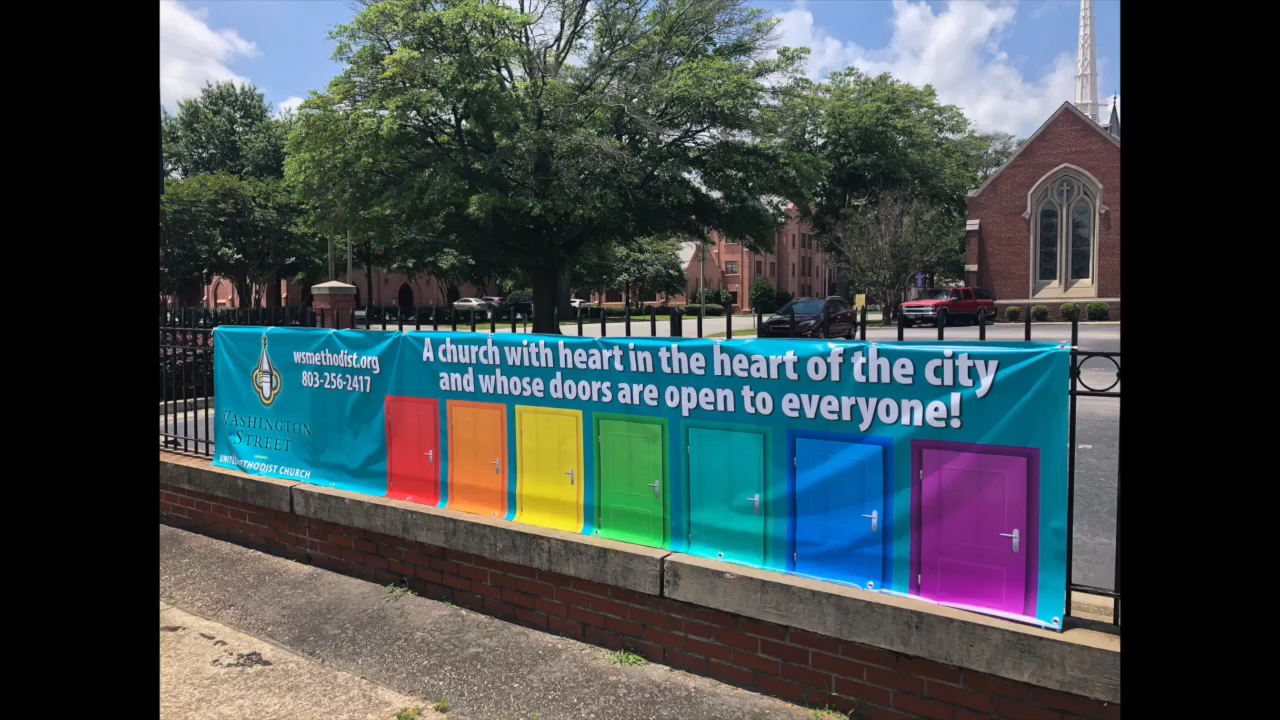 wsmethodist.org
803-256-2417
WASHINGTON
STREET
UNITED METHODIST CHURCH
A church with heart in the heart of the city
and whose doors are open to everyone!